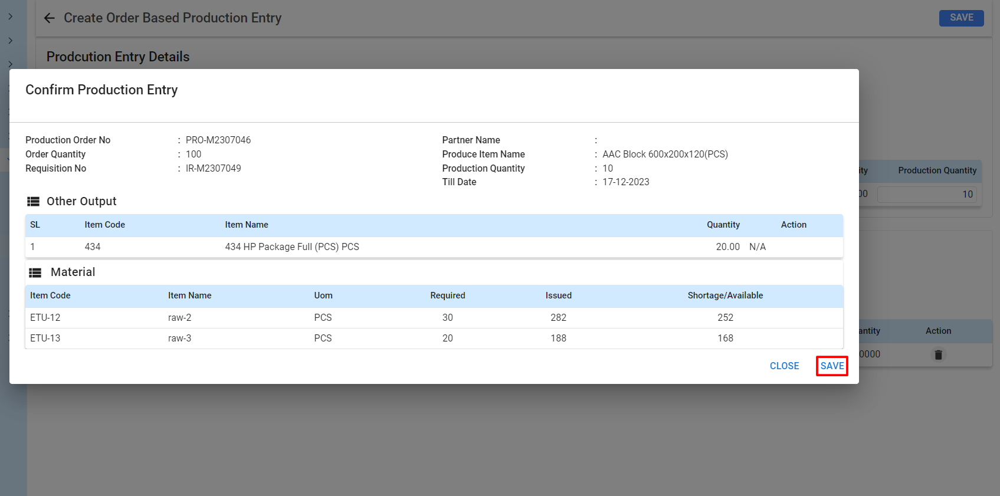 Create Order Based Production Entry
SAVE
Prodcution Entry Details
Confirm Production Entry
Production Order No : PRO-M2307046
Order Quantity : 100
Requisition No : IR-M2307049
Partner Name :
Produce Item Name : AAC Block 600x200x120(PCS)
Production Quantity : 10
Till Date : 17-12-2023
Other Output
SL Item Code Item Name Quantity Action
1 434 434 HP Package Full (PCS) PCS 20.00 N/A
Material
Item Code Item Name Uom Required Issued Shortage/Available
ETU-12 raw-2 PCS 30 282 252
ETU-13 raw-3 PCS 20 188 168
CLOSE SAVE
ity Production Quantity
00 10
antity Action
0000